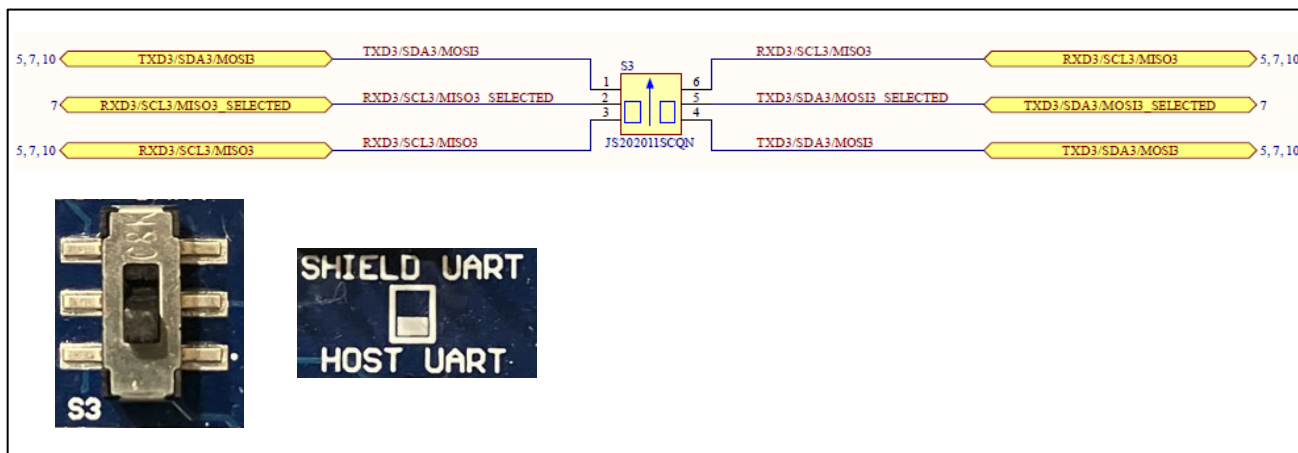 TXD3/SDA3/MOSI3 RXD3/SCL3/MISO3
5, 7, 10 TXD3/SDA3/MOSI3 RXD3/SCL3/MISO3 5, 7, 10
S3
1 6
7 RXD3/SCL3/MISO3_SELECTED RXD3/SCL3/MISO3_SELECTED 2 5 TXD3/SDA3/MOSI3_SELECTED TXD3/SDA3/MOSI3_SELECTED 7
3 4
JS202011SCQN
5, 7, 10 RXD3/SCL3/MISO3 RXD3/SCL3/MISO3 TXD3/SDA3/MOSI3 TXD3/SDA3/MOSI3 5, 7, 10
C&K
S3
SHIELD UART
HOST UART